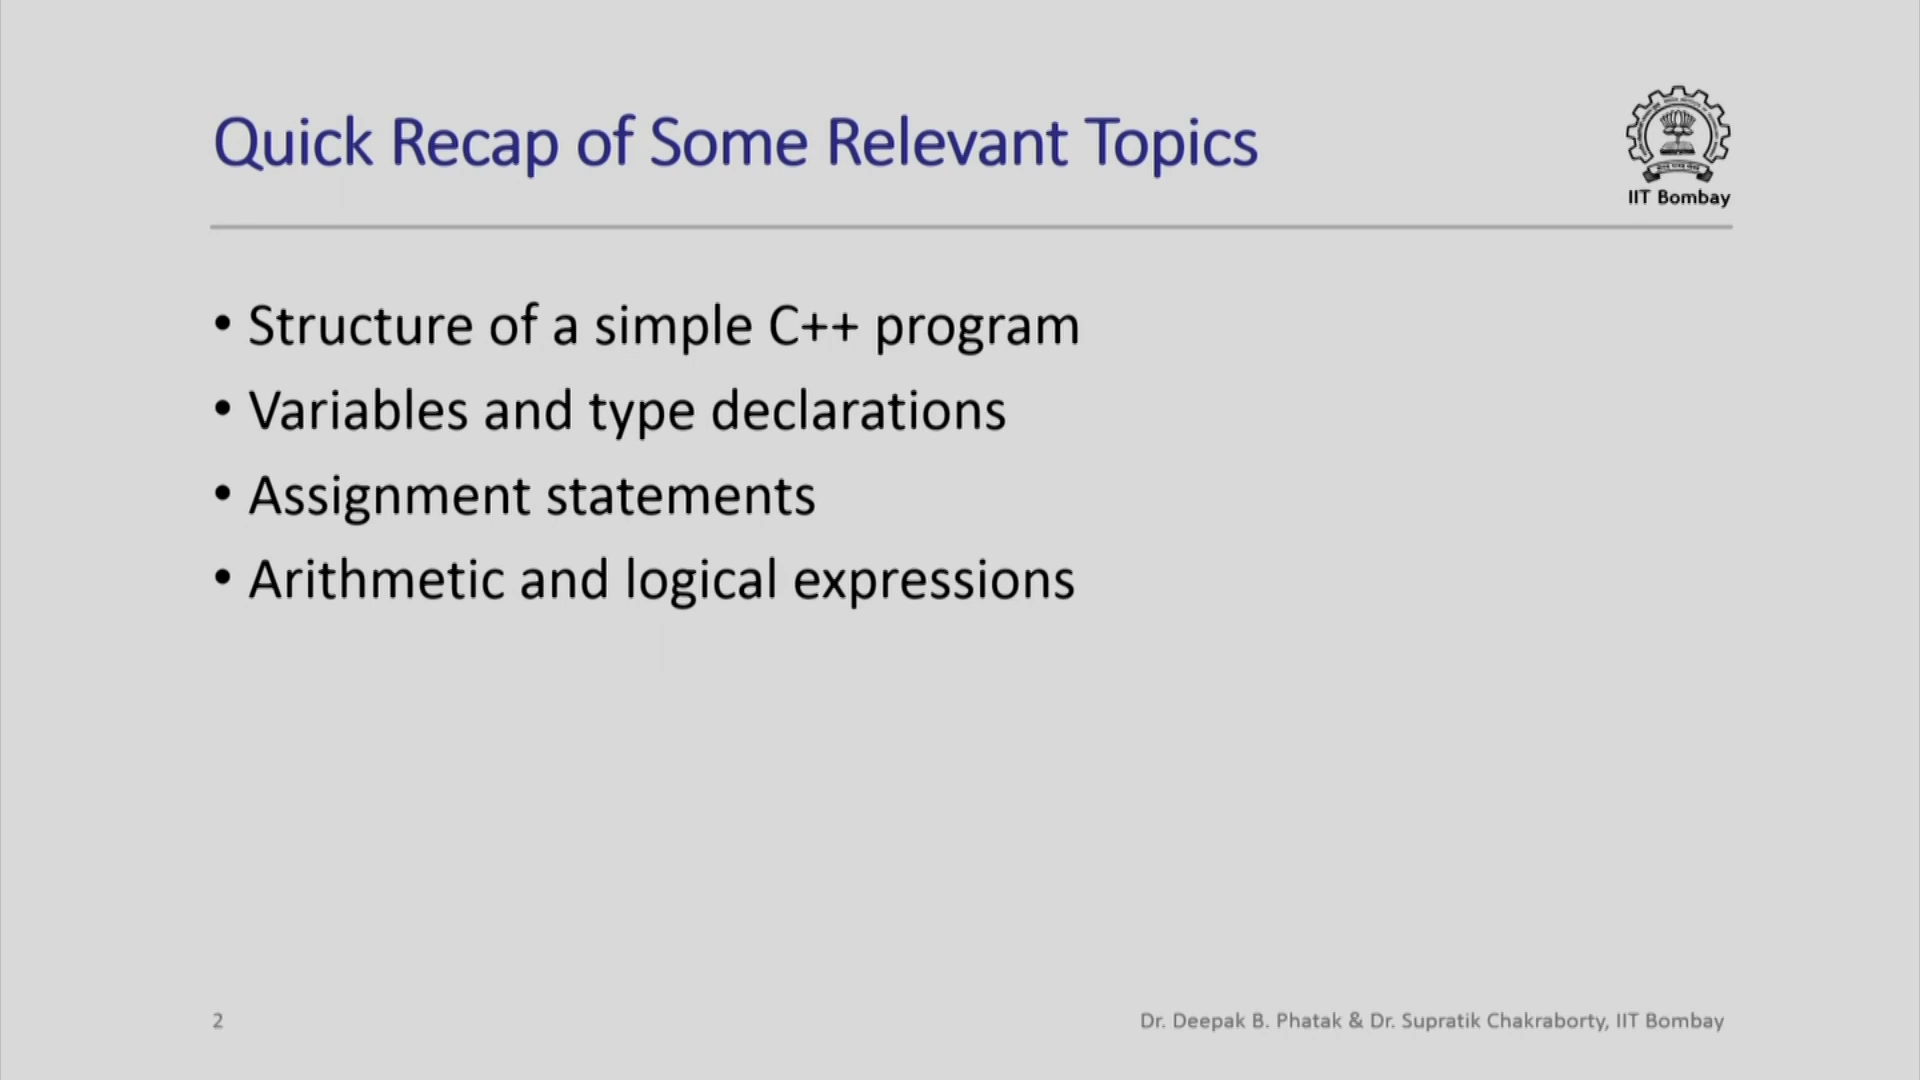 Quick Recap of Some Relevant Topics
IIT Bombay
• Structure of a simple C++ program
• Variables and type declarations
• Assignment statements
• Arithmetic and logical expressions
2
Dr. Deepak B. Phatak & Dr. Supratik Chakraborty, IIT Bombay